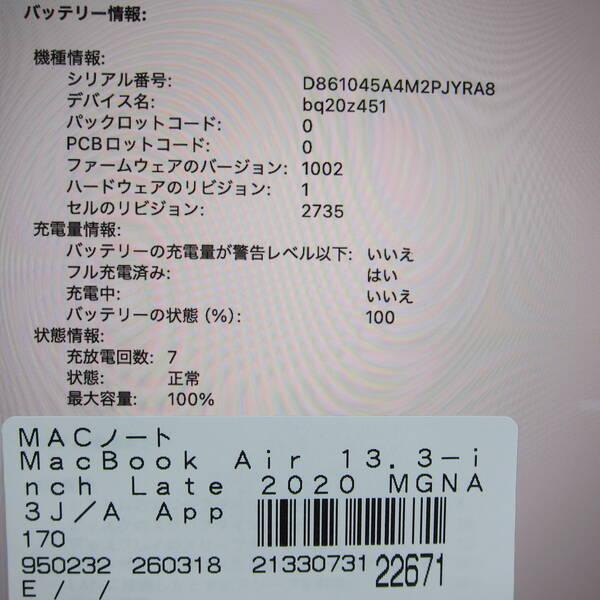 バッテリー情報:
機種情報:
シリアル番号: D861045A4M2PJYRA8
デバイス名: bq20z451
パックロットコード: 0
PCBロットコード: 0
ファームウェアのバージョン: 1002
ハードウェアのリビジョン: 1
セルのリビジョン: 2735
充電量情報:
バッテリーの充電量が警告レベル以下: いいえ
フル充電済み: はい
充電中: いいえ
バッテリーの状態 (%): 100
状態情報:
充放電回数: 7
状態: 正常
最大容量: 100%
MACノート
MacBook Air 13.3-i
nch Late 2020 MGNA
3J/A App
170
950232 260318 21330731 22671
E / /